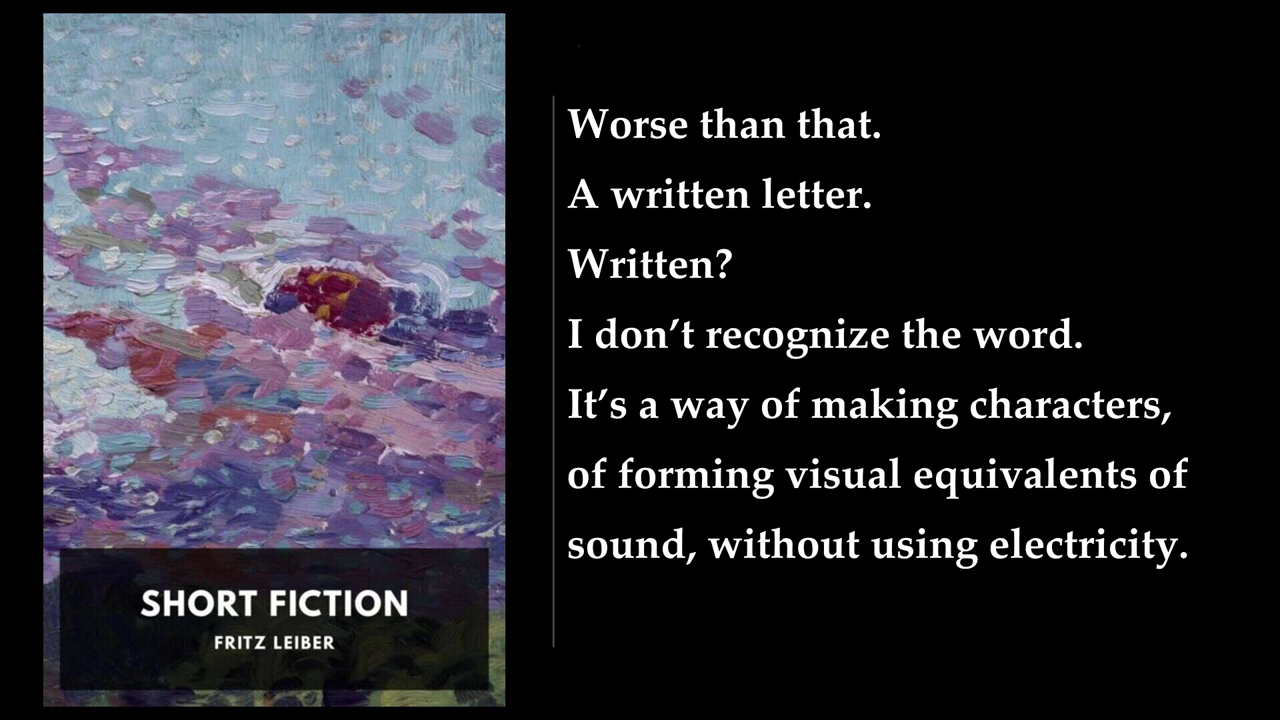 Worse than that.
A written letter.
Written?
I don’t recognize the word.
It’s a way of making characters,
of forming visual equivalents of
sound, without using electricity.
SHORT FICTION
FRITZ LEIBER